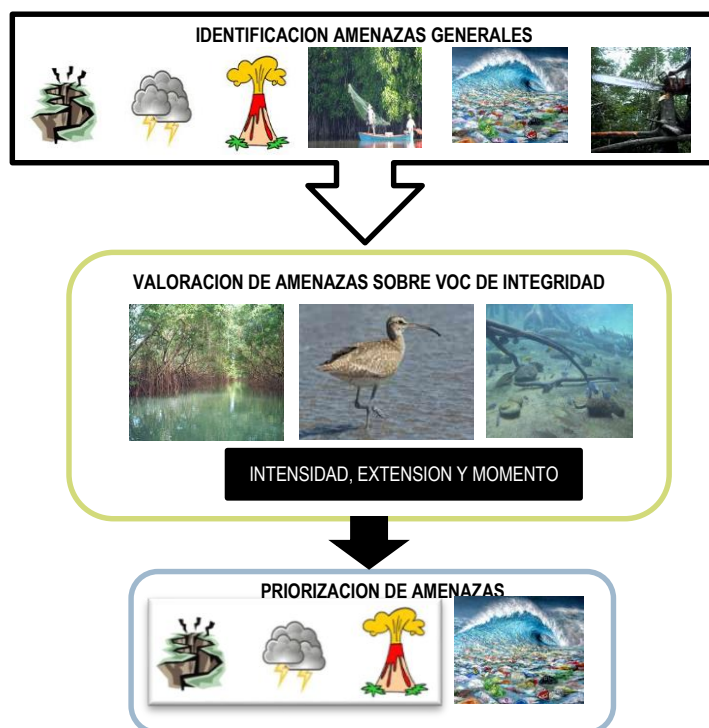 IDENTIFICACION AMENAZAS GENERALES
VALORACION DE AMENAZAS SOBRE VOC DE INTEGRIDAD
INTENSIDAD, EXTENSION Y MOMENTO
PRIORIZACION DE AMENAZAS